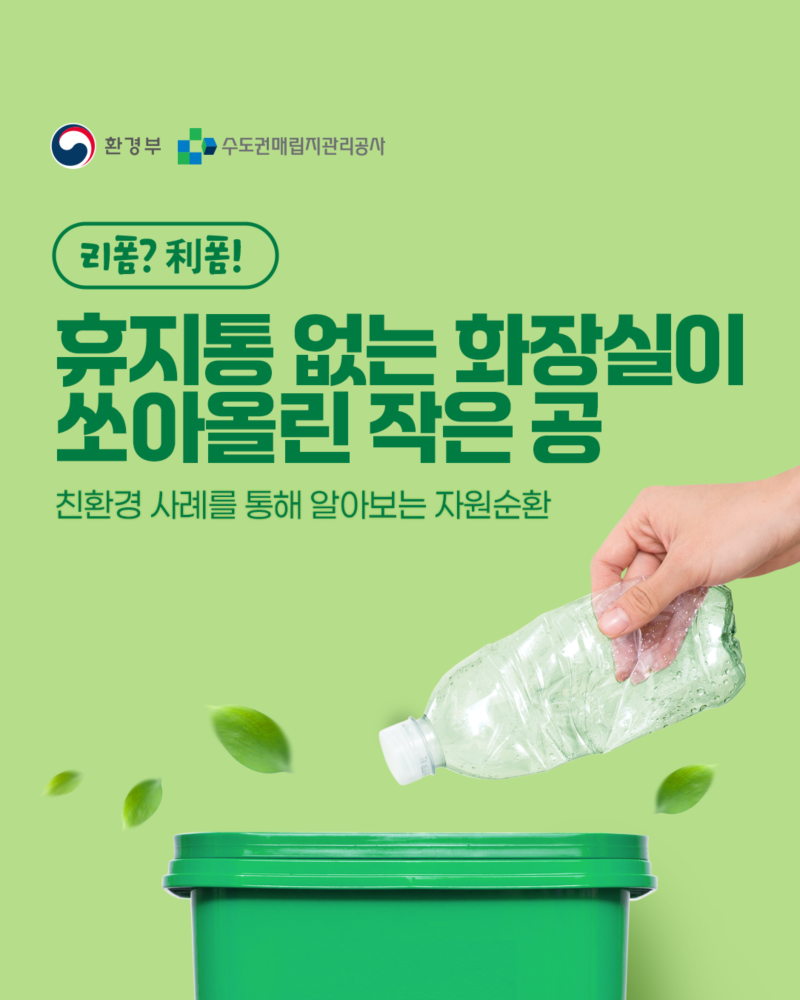 환경부 수도권매립지관리공사
리폼? 利폼!
휴지통 없는 화장실이
쏘아올린 작은 공
친환경 사례를 통해 알아보는 자원순환